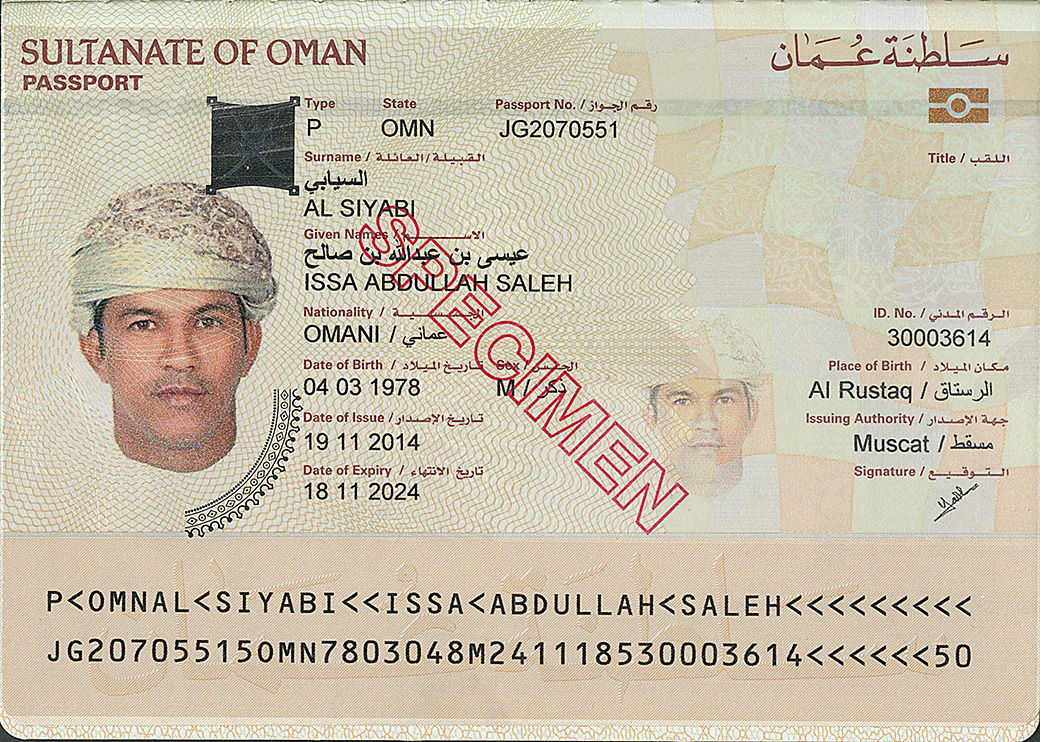 SULTANATE OF OMAN
سلطنة عمان
PASSPORT
Type State Passport No. / رقم الجواز
P OMN JG2070551
Surname / القبيلة/العائلة
Title / اللقب
السيابي
AL SIYABI
Given Names / الاسم
عيسى بن عبدالله بن صالح
ISSA ABDULLAH SALEH
Nationality / الجنسية
ID. No. / الرقم المدني
OMANI / عماني
30003614
Date of Birth / تاريخ الميلاد Sex / الجنس
Place of Birth / مكان الميلاد
04 03 1978 M / ذكر
Al Rustaq / الرستاق
Date of Issue / تاريخ الاصدار
Issuing Authority / جهة الإصدار
19 11 2014
Muscat / مسقط
Date of Expiry / تاريخ الانتهاء
Signature / التوقيع
18 11 2024
SPECIMEN
P<OMNAL<SIYABI<<ISSA<ABDULLAH<SALEH<<<<<<<<<
JG20705515OMN7803048M241118530003614<<<<<<50